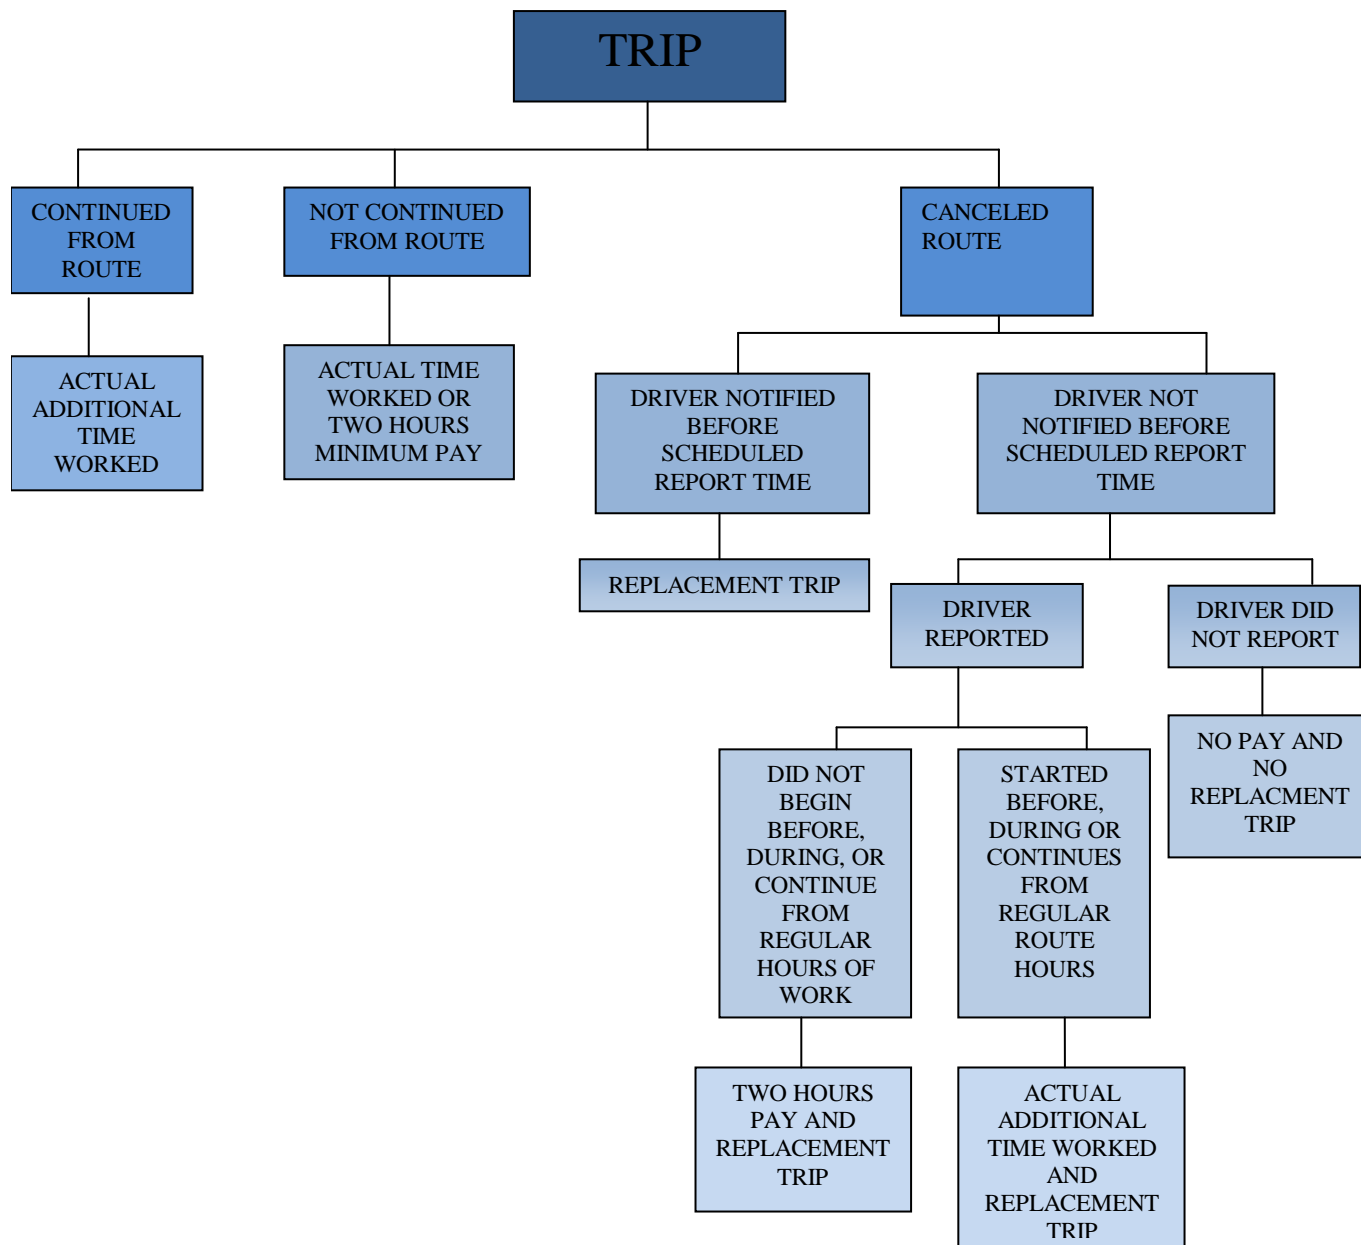 TRIP
CONTINUED
FROM
ROUTE
NOT CONTINUED
FROM ROUTE
CANCELED
ROUTE
ACTUAL
ADDITIONAL
TIME
WORKED
ACTUAL TIME
WORKED OR
TWO HOURS
MINIMUM PAY
DRIVER NOTIFIED
BEFORE
SCHEDULED
REPORT TIME
DRIVER NOT
NOTIFIED BEFORE
SCHEDULED REPORT
TIME
REPLACEMENT TRIP
DRIVER
REPORTED
DRIVER DID
NOT REPORT
DID NOT
BEGIN
BEFORE,
DURING, OR
CONTINUE
FROM
REGULAR
HOURS OF
WORK
STARTED
BEFORE,
DURING OR
CONTINUES
FROM
REGULAR
ROUTE
HOURS
NO PAY AND
NO
REPLACMENT
TRIP
TWO HOURS
PAY AND
REPLACEMENT
TRIP
ACTUAL
ADDITIONAL
TIME WORKED
AND
REPLACEMENT
TRIP